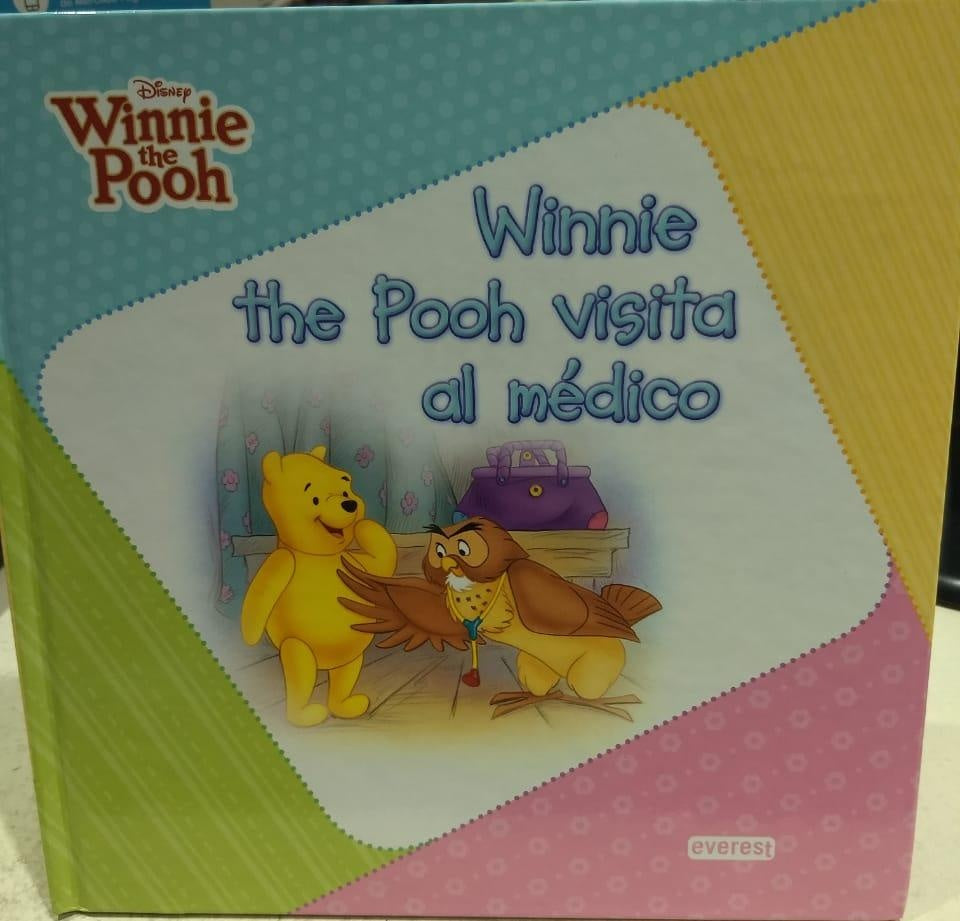 Disney
Winnie
the
Pooh
Winnie
the Pooh visita
al médico
everest